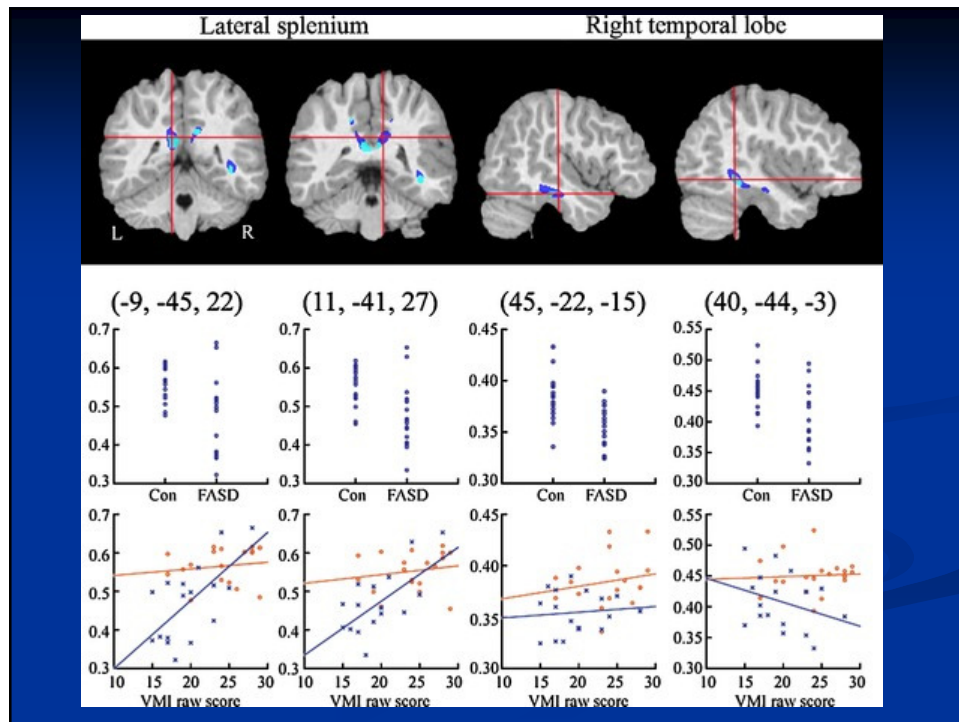 Lateral splenium Right temporal lobe
L R
(-9, -45, 22) (11, -41, 27) (45, -22, -15) (40, -44, -3)
0.7 0.7 0.45 0.55
0.50
0.6 0.6 0.40
0.45
0.5 0.5
0.40
0.4 0.4 0.35
0.35
0.3 0.3 0.30 0.30
Con FASD Con FASD Con FASD Con FASD
0.7 0.7 0.45 0.55
0.50
0.6 0.6 0.40
0.45
0.5 0.5
0.40
0.4 0.4 0.35
0.35
0.3 0.3 0.30 0.30
10 15 20 25 30 10 15 20 25 30 10 15 20 25 30 10 15 20 25 30
VMI raw score VMI raw score VMI raw score VMI raw score